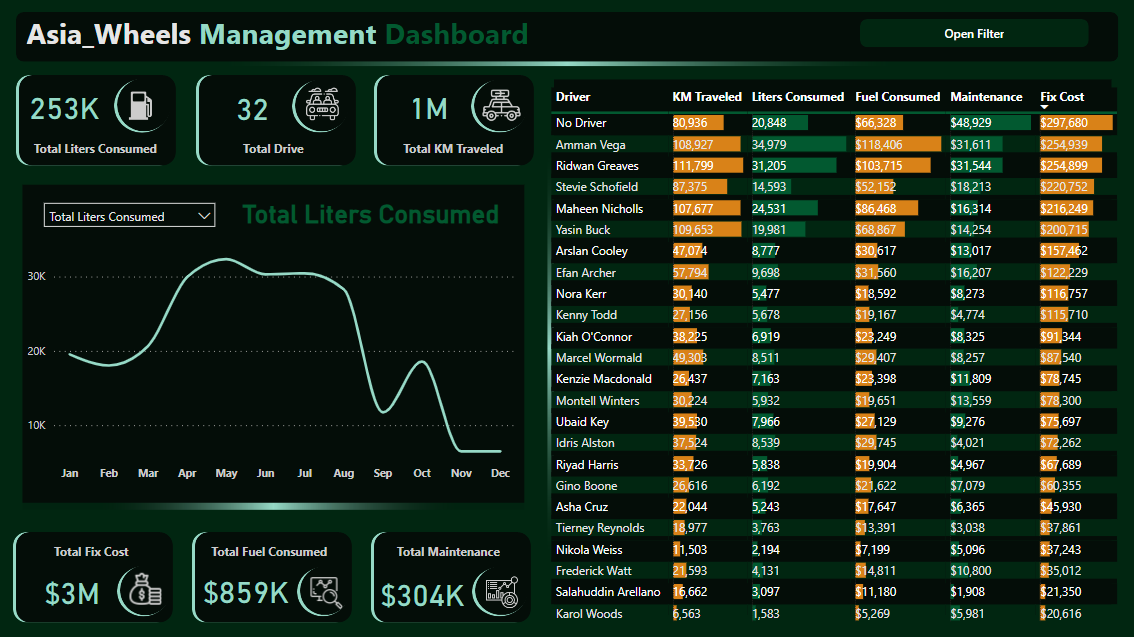 Asia_Wheels Management Dashboard
Open Filter
253K
Total Liters Consumed
32
Total Drive
1M
Total KM Traveled
Total Liters Consumed
Total Liters Consumed
30K
20K
10K
Jan Feb Mar Apr May Jun Jul Aug Sep Oct Nov Dec
Total Fix Cost
$3M
Total Fuel Consumed
$859K
Total Maintenance
$304K
Driver KM Traveled Liters Consumed Fuel Consumed Maintenance Fix Cost
No Driver 80,936 20,848 $66,328 $48,929 $297,680
Amman Vega 108,927 34,979 $118,406 $31,611 $254,939
Ridwan Greaves 111,799 31,205 $103,715 $31,544 $254,899
Stevie Schofield 87,375 14,593 $52,152 $18,213 $220,752
Maheen Nicholls 107,677 24,531 $86,468 $16,314 $216,249
Yasin Buck 109,653 19,981 $68,867 $14,254 $200,715
Arslan Cooley 47,074 8,777 $30,617 $13,017 $157,462
Efan Archer 57,794 9,698 $31,560 $16,207 $122,229
Nora Kerr 30,140 5,477 $18,592 $8,273 $116,757
Kenny Todd 27,156 5,678 $19,167 $4,774 $115,710
Kiah O'Connor 38,225 6,919 $23,249 $8,325 $91,344
Marcel Wormald 49,303 8,511 $29,407 $8,257 $87,540
Kenzie Macdonald 26,437 7,163 $23,398 $11,809 $78,745
Montell Winters 30,224 5,932 $19,651 $13,559 $78,300
Ubaid Key 39,530 7,966 $27,129 $9,276 $75,697
Idris Alston 37,524 8,539 $29,745 $4,021 $72,262
Riyad Harris 33,726 5,838 $19,904 $4,967 $67,689
Gino Boone 26,616 6,192 $21,622 $7,079 $60,355
Asha Cruz 22,044 5,243 $17,647 $6,365 $45,930
Tierney Reynolds 18,977 3,763 $13,391 $3,038 $37,861
Nikola Weiss 11,503 2,194 $7,199 $5,096 $37,243
Frederick Watt 21,593 4,131 $14,811 $10,800 $35,012
Salahuddin Arellano 16,662 3,097 $11,180 $1,908 $21,350
Karol Woods 6,563 1,583 $5,269 $5,981 $20,616